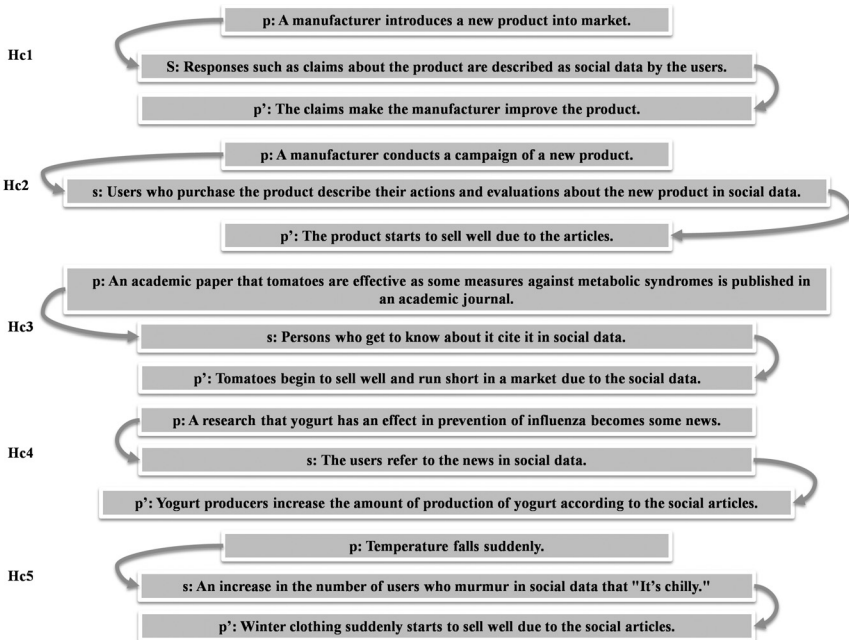 p: A manufacturer introduces a new product into market.
Hc1
S: Responses such as claims about the product are described as social data by the users.
p’: The claims make the manufacturer improve the product.
p: A manufacturer conducts a campaign of a new product.
Hc2
s: Users who purchase the product describe their actions and evaluations about the new product in social data.
p’: The product starts to sell well due to the articles.
p: An academic paper that tomatoes are effective as some measures against metabolic syndromes is published in
an academic journal.
Hc3
s: Persons who get to know about it cite it in social data.
p’: Tomatoes begin to sell well and run short in a market due to the social data.
p: A research that yogurt has an effect in prevention of influenza becomes some news.
Hc4
s: The users refer to the news in social data.
p’: Yogurt producers increase the amount of production of yogurt according to the social articles.
p: Temperature falls suddenly.
Hc5
s: An increase in the number of users who murmur in social data that "It’s chilly."
p’: Winter clothing suddenly starts to sell well due to the social articles.